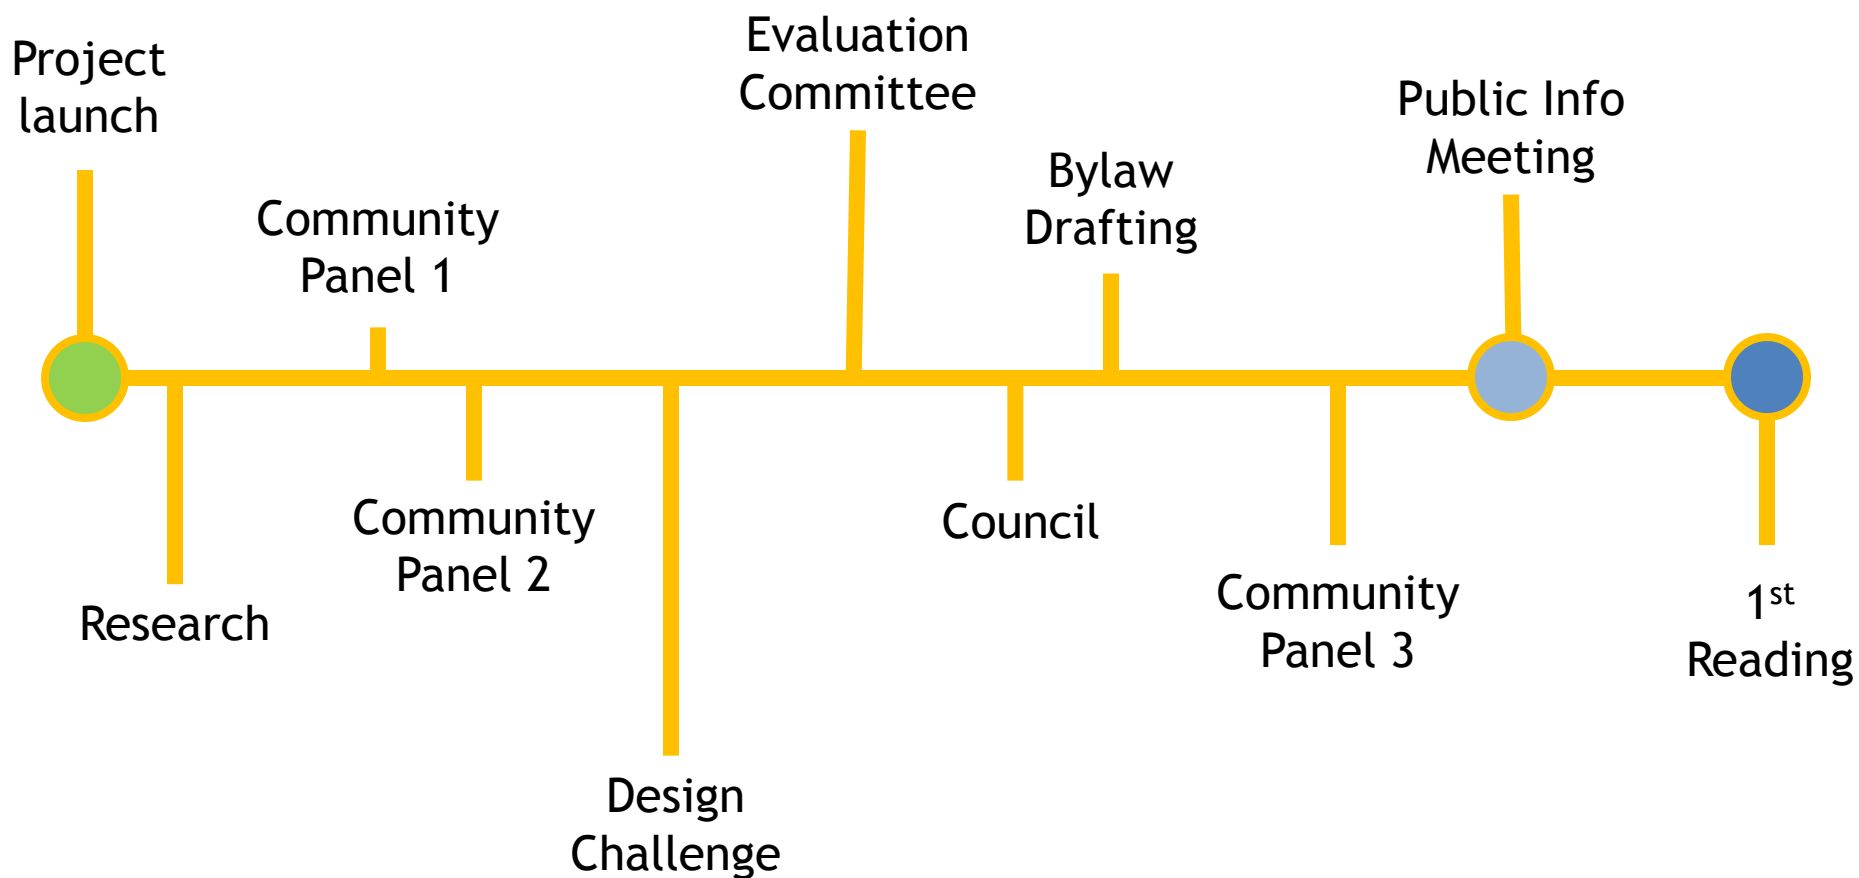 Project
launch
Research
Community
Panel 1
Community
Panel 2
Design
Challenge
Evaluation
Committee
Council
Bylaw
Drafting
Community
Panel 3
Public Info
Meeting
1st
Reading